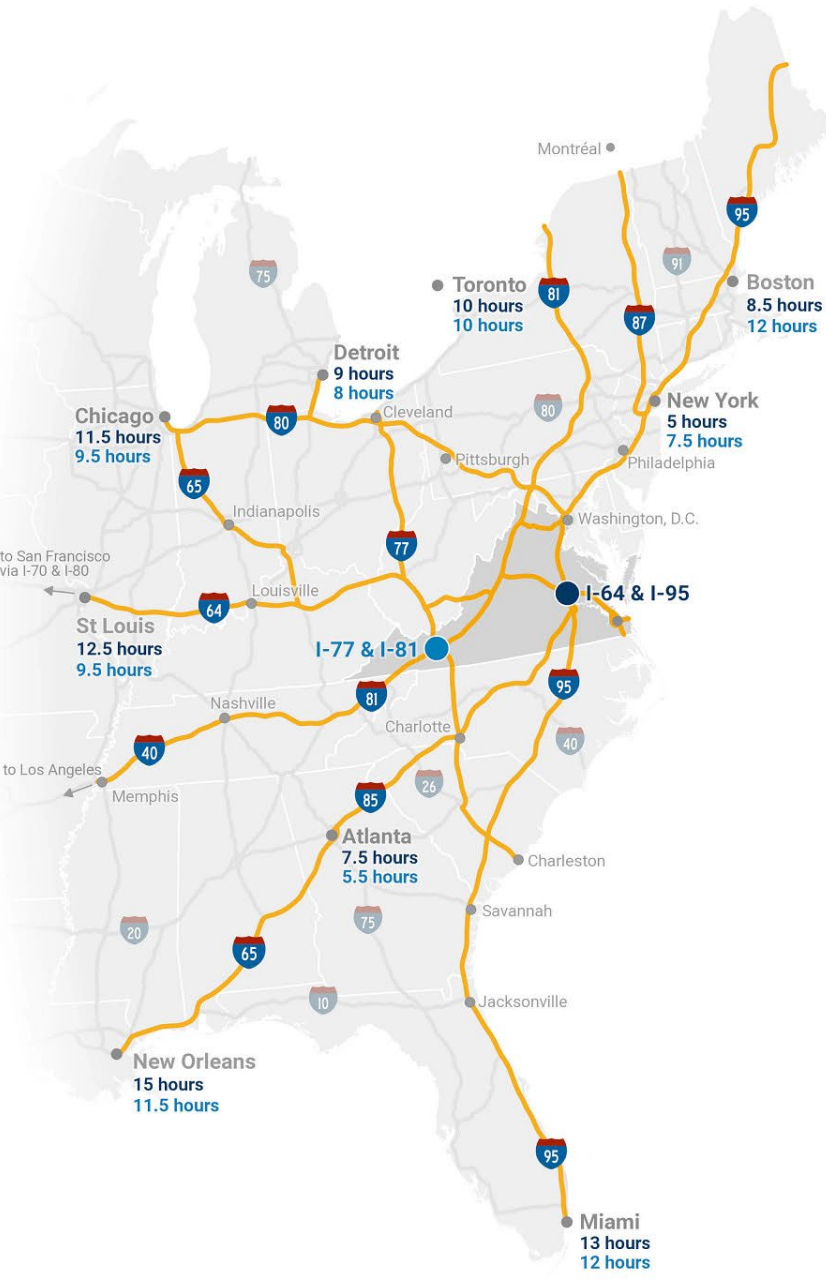 Montréal
95
91
75
Toronto
10 hours
10 hours
81
Boston
8.5 hours
12 hours
87
Detroit
9 hours
8 hours
80
New York
5 hours
7.5 hours
Chicago
11.5 hours
9.5 hours
80
Cleveland
Pittsburgh
Philadelphia
65
Indianapolis
Washington, D.C.
77
to San Francisco
via I-70 & I-80
Louisville
I-64 & I-95
64
St Louis
12.5 hours
9.5 hours
I-77 & I-81
81
95
Nashville
Charlotte
40
40
to Los Angeles
Memphis
26
85
Atlanta
7.5 hours
5.5 hours
Charleston
Savannah
75
20
65
10
Jacksonville
New Orleans
15 hours
11.5 hours
95
Miami
13 hours
12 hours